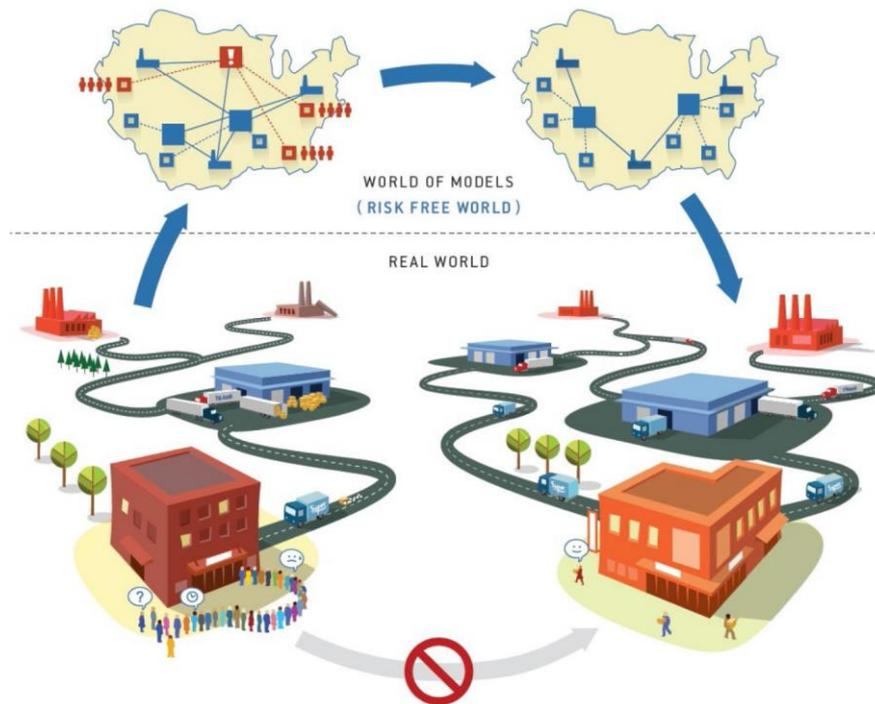 !
WORLD OF MODELS
( RISK FREE WORLD )
REAL WORLD
?